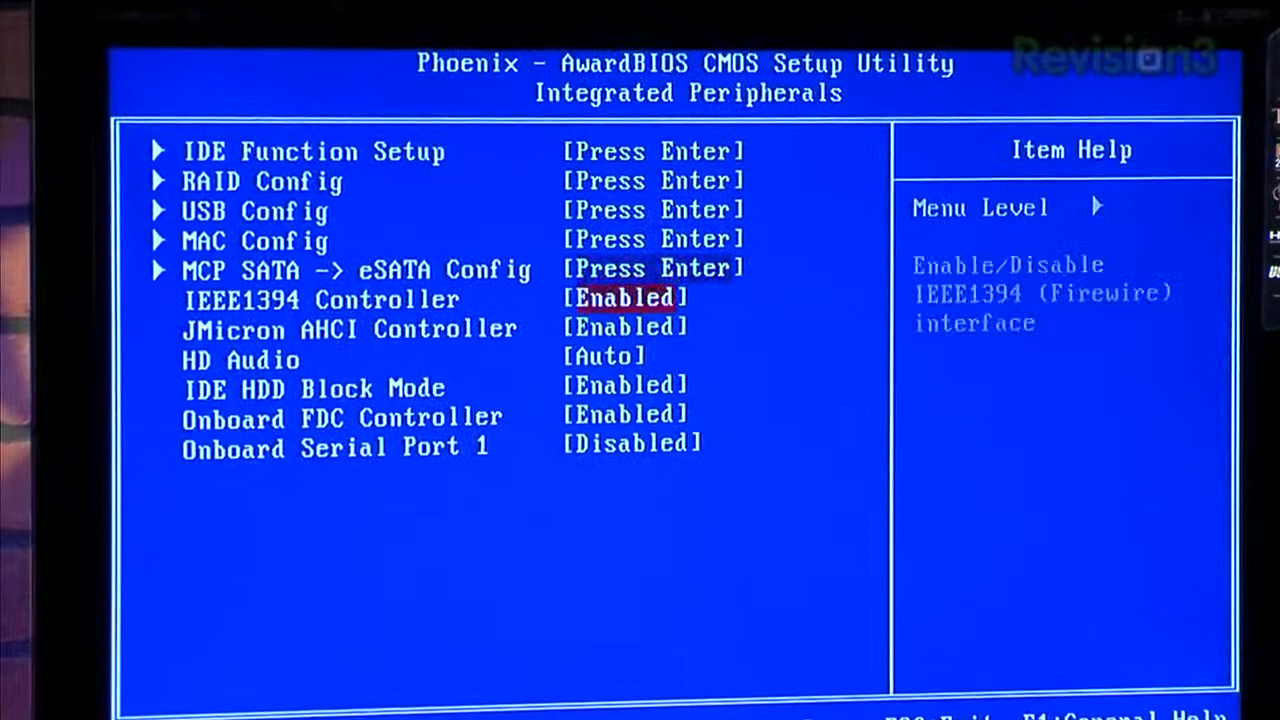 Revision3
Phoenix - AwardBIOS CMOS Setup Utility
Integrated Peripherals
IDE Function Setup [Press Enter]
RAID Config [Press Enter]
USB Config [Press Enter]
MAC Config [Press Enter]
MCP SATA -> eSATA Config [Press Enter]
IEEE1394 Controller [Enabled]
JMicron AHCI Controller [Enabled]
HD Audio [Auto]
IDE HDD Block Mode [Enabled]
Onboard FDC Controller [Enabled]
Onboard Serial Port 1 [Disabled]
Item Help
Menu Level
Enable/Disable
IEEE1394 (Firewire)
interface
F1:General Help